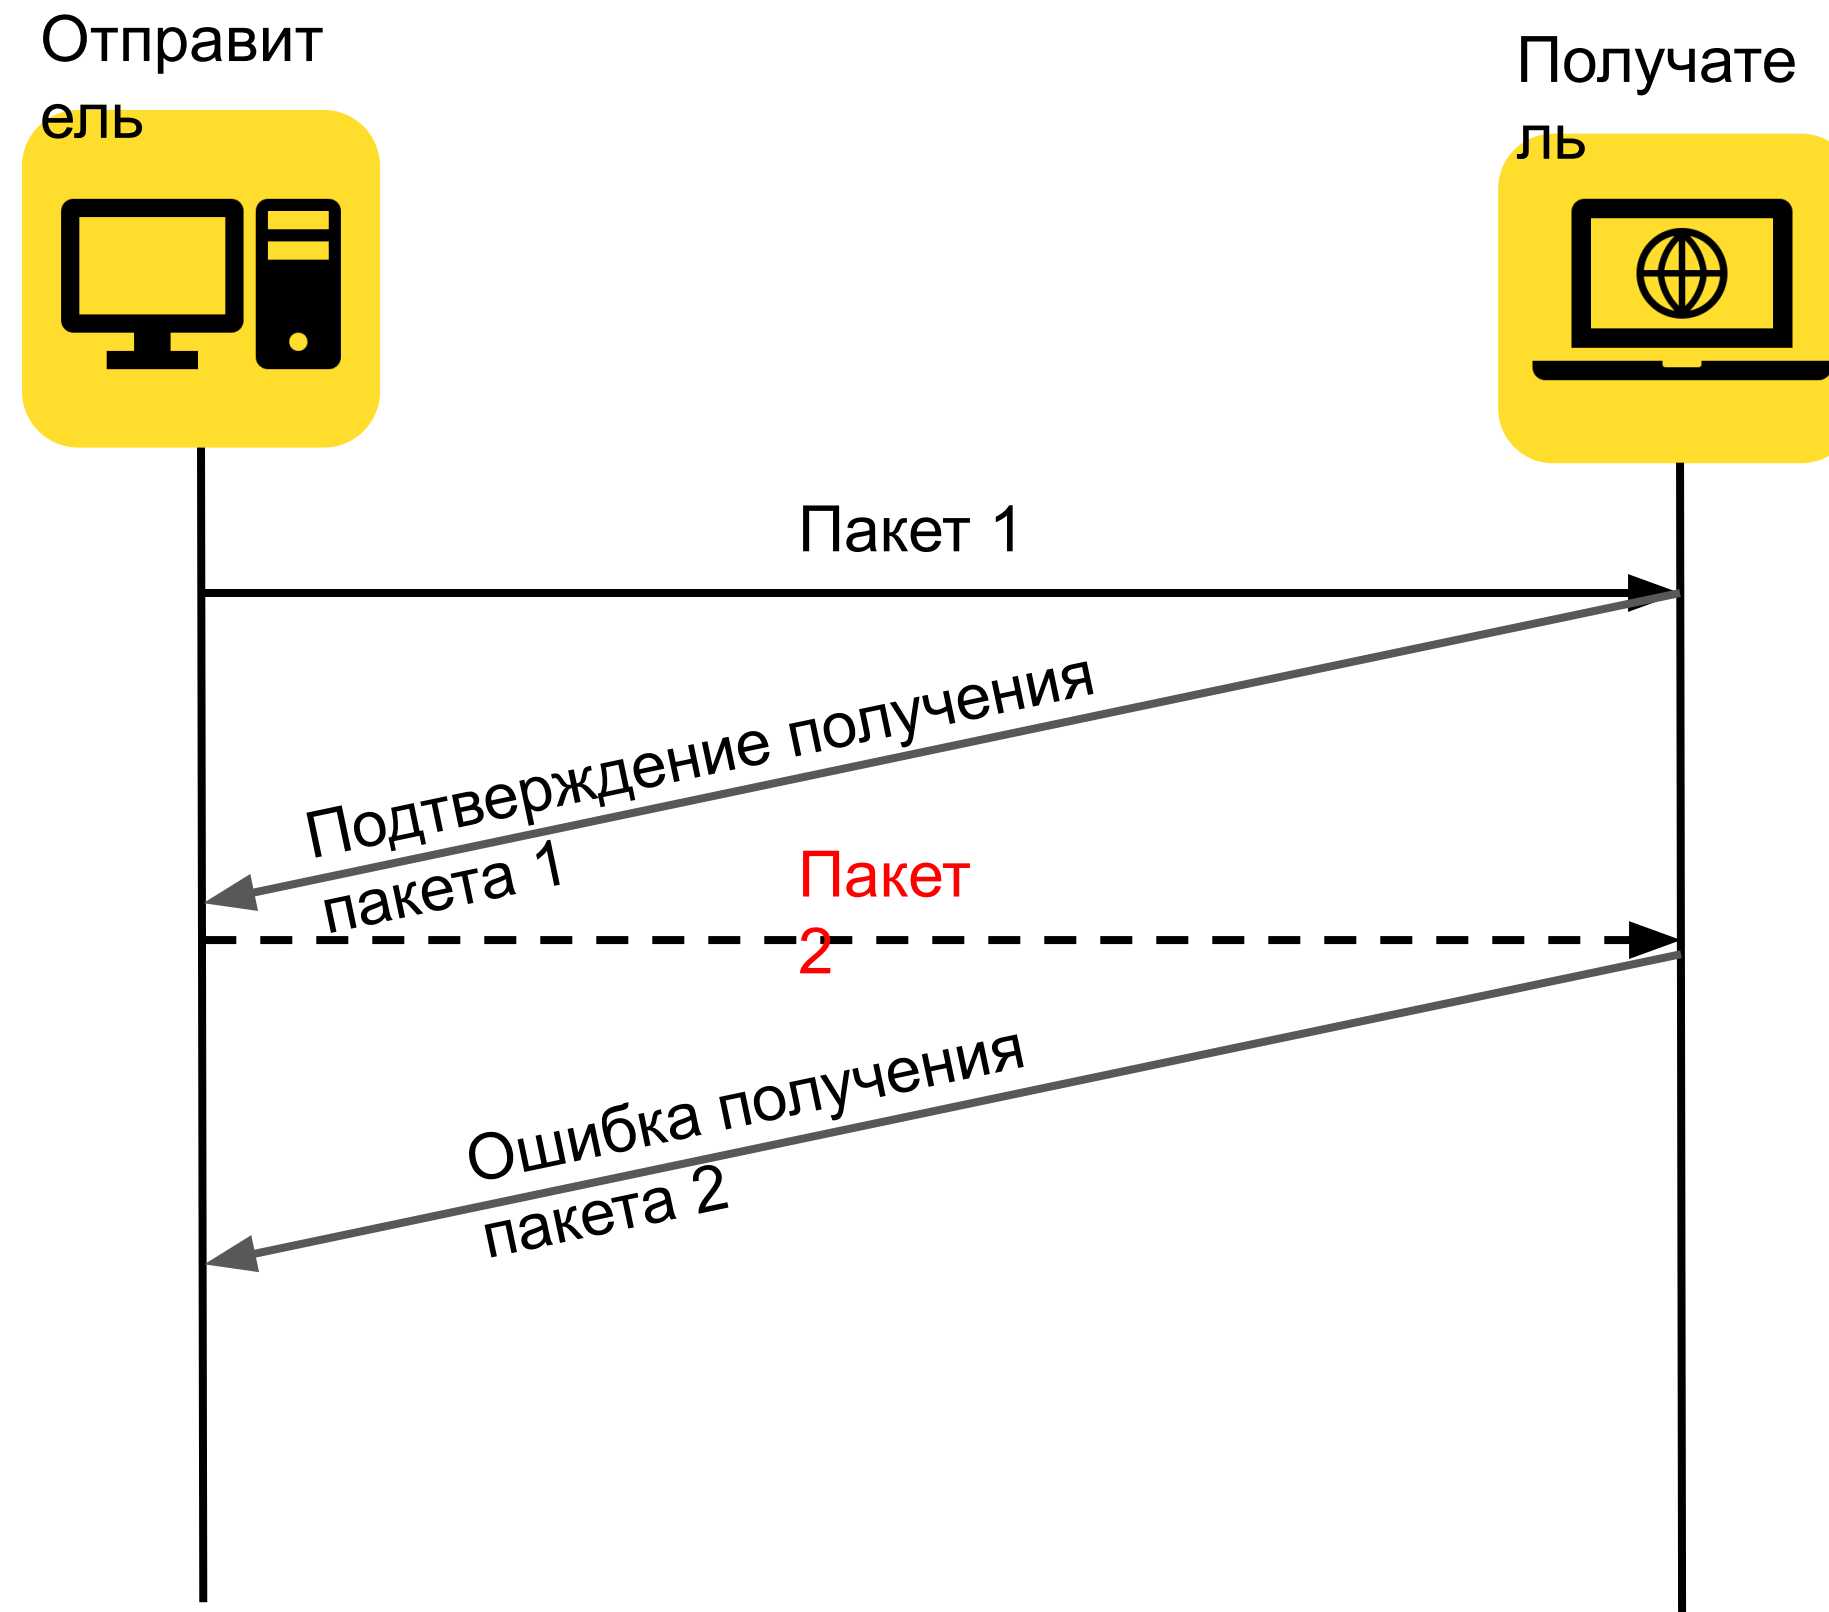 Отправит
ель
Получате
ль
Пакет 1
Подтверждение получения
пакета 1
Пакет
2
Ошибка получения
пакета 2